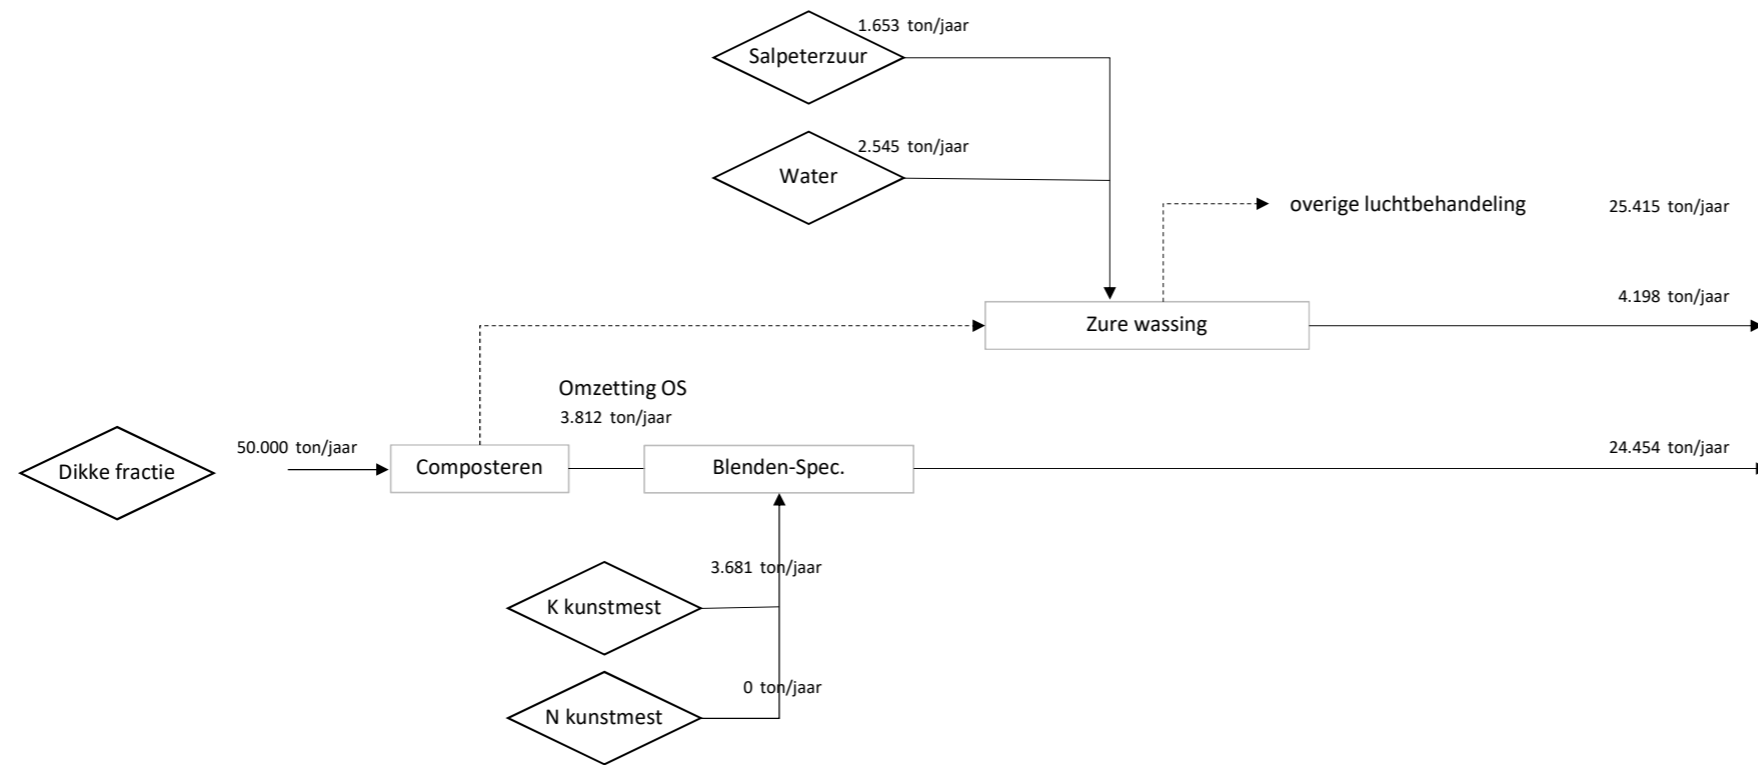 1.653 ton/jaar
Salpeterzuur
2.545 ton/jaar
Water
overige luchtbehandeling
25.415 ton/jaar
4.198 ton/jaar
Zure wassing
Omzetting OS
3.812 ton/jaar
50.000 ton/jaar
24.454 ton/jaar
Dikke fractie
Composteren
Blenden-Spec.
3.681 ton/jaar
K kunstmest
0 ton/jaar
N kunstmest